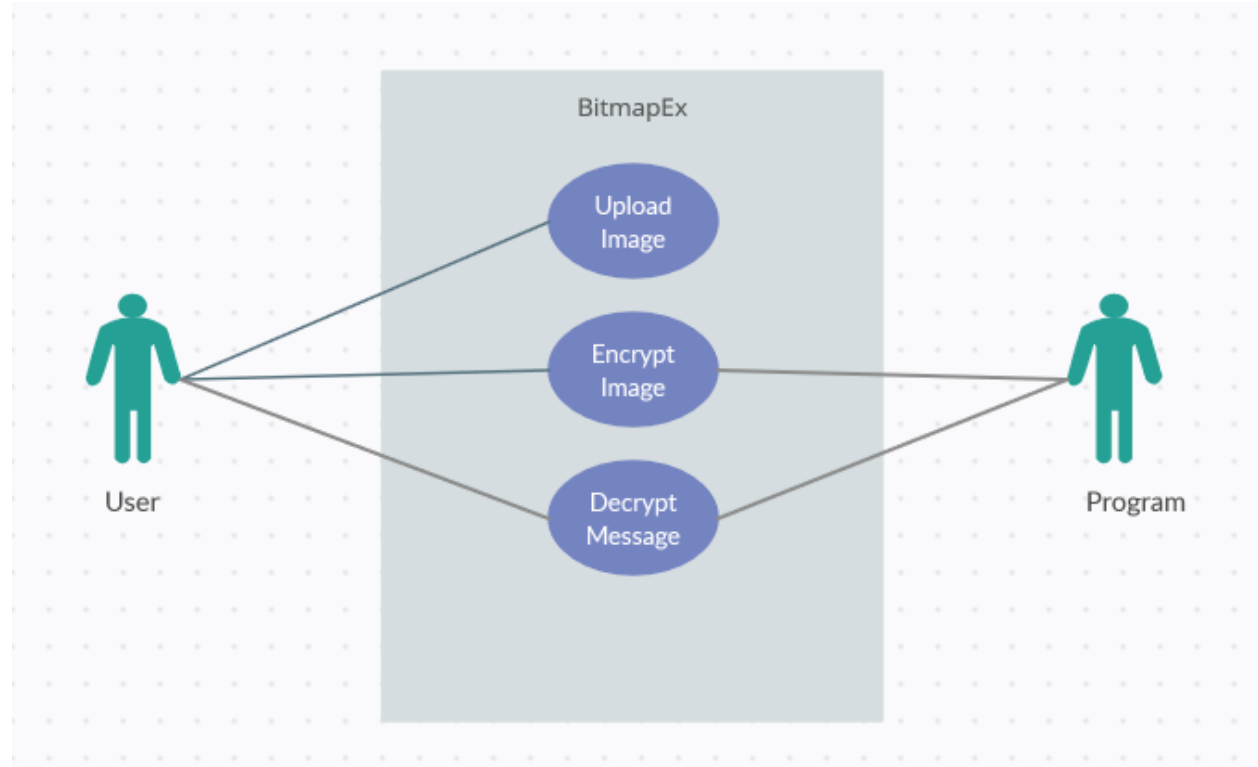 BitmapEx
Upload
Image
Encrypt
Image
Decrypt
Message
User
Program